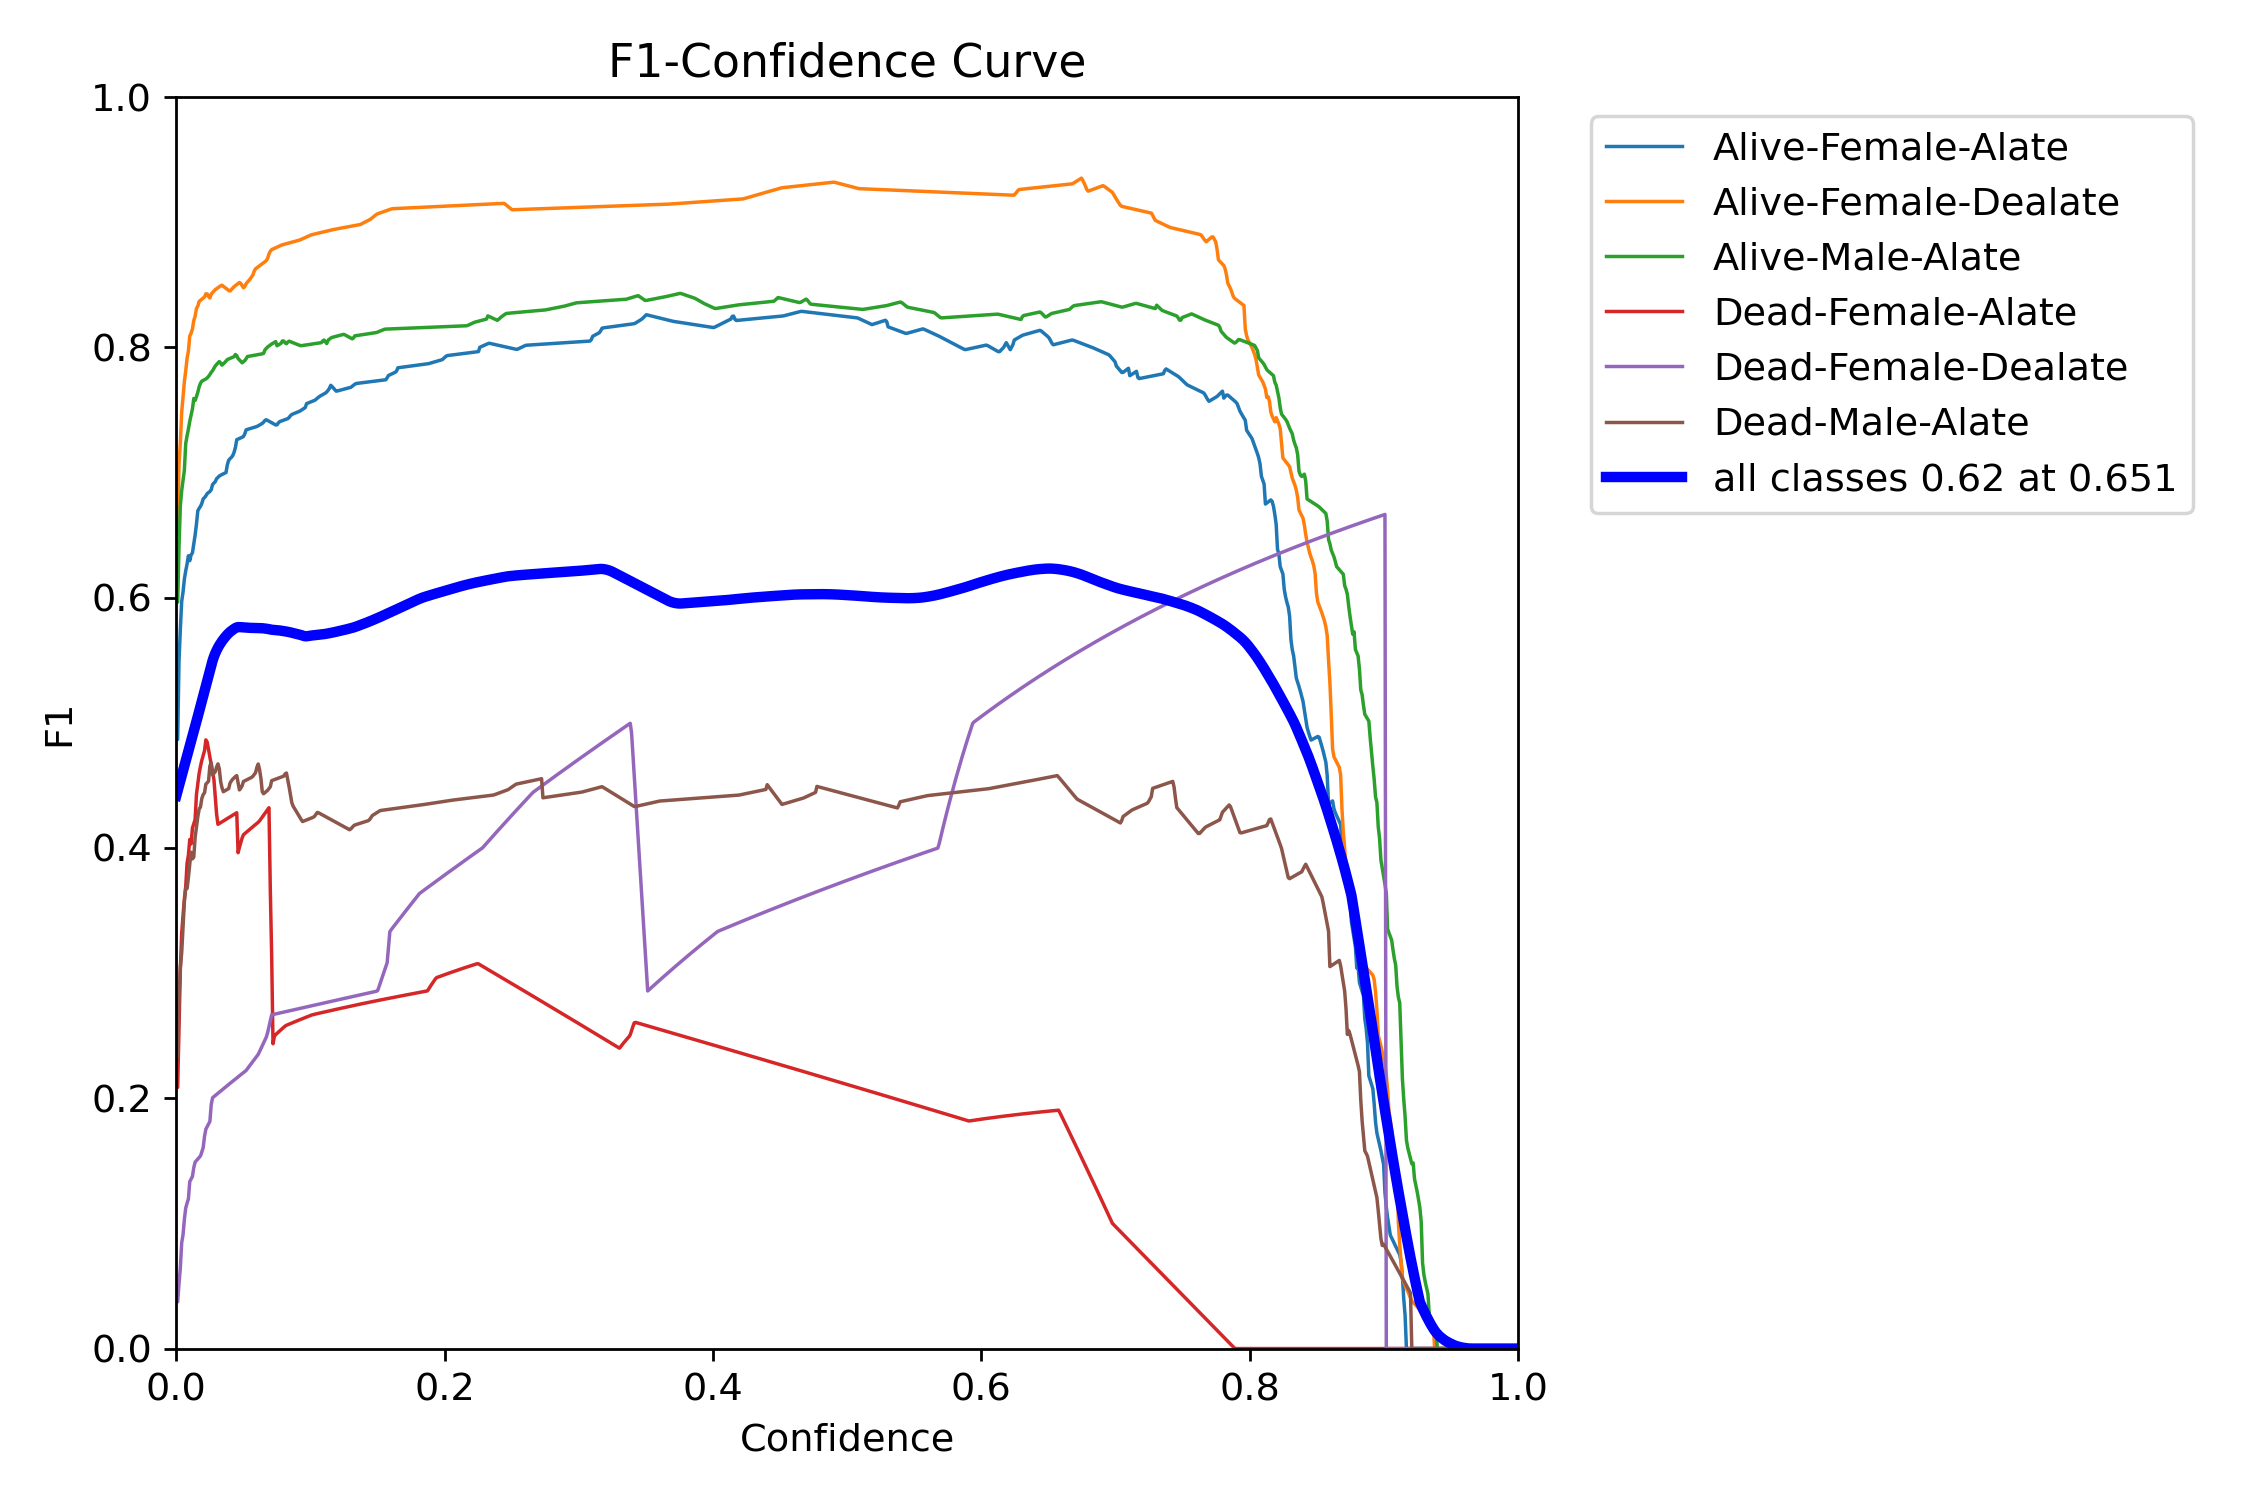 F1-Confidence Curve
1.0
0.8
0.6
0.4
0.2
0.0
F1
0.0
0.2
0.4
0.6
0.8
1.0
Confidence
Alive-Female-Alate
Alive-Female-Dealate
Alive-Male-Alate
Dead-Female-Alate
Dead-Female-Dealate
Dead-Male-Alate
all classes 0.62 at 0.651